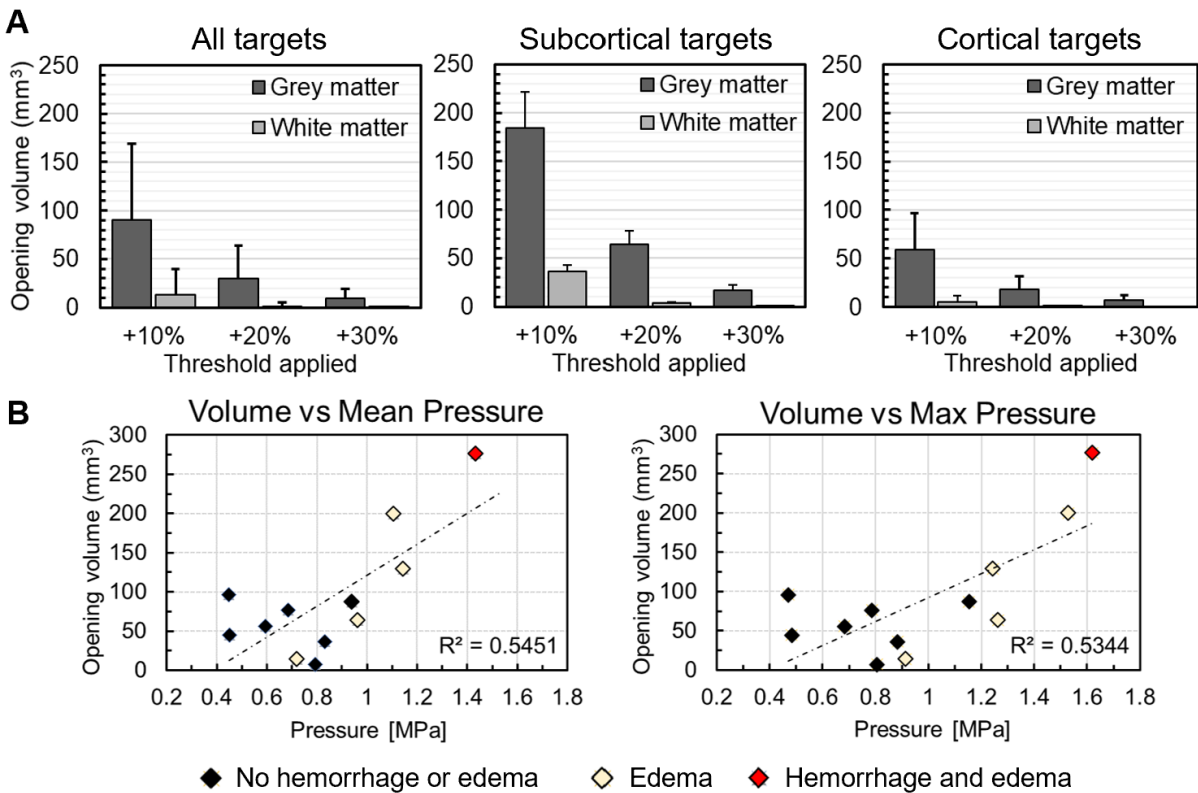 A
All targets
Subcortical targets
Cortical targets
Opening volume (mm³)
250
200
150
100
50
0
Grey matter
White matter
+10% +20% +30%
Threshold applied
250
200
150
100
50
0
Grey matter
White matter
+10% +20% +30%
Threshold applied
250
200
150
100
50
0
Grey matter
White matter
+10% +20% +30%
Threshold applied
B
Volume vs Mean Pressure
Opening volume (mm³)
300
250
200
150
100
50
0
R² = 0.5451
0.2 0.4 0.6 0.8 1 1.2 1.4 1.6 1.8
Pressure [MPa]
Volume vs Max Pressure
Opening volume (mm³)
300
250
200
150
100
50
0
R² = 0.5344
0.2 0.4 0.6 0.8 1 1.2 1.4 1.6 1.8
Pressure [MPa]
No hemorrhage or edema
Edema
Hemorrhage and edema